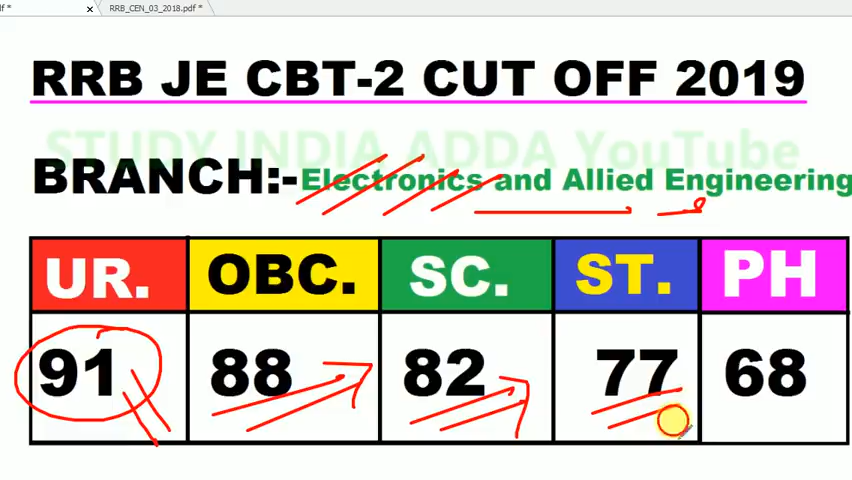 df *
RRB_CEN_03_2018.pdf *
RRB JE CBT-2 CUT OFF 2019
STUDY INDIA ADDA YouTube
BRANCH:-Electronics and Allied Engineering
UR. OBC. SC. ST. PH
91 88 82 77 68